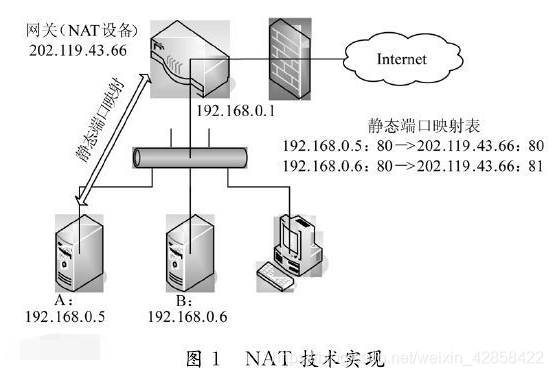 网关(NAT设备)
202.119.43.66
Internet
192.168.0.1
静态端口映射
静态端口映射表
192.168.0.5: 80—>202.119.43.66: 80
192.168.0.6: 80—>202.119.43.66: 81
A:
192.168.0.5
B:
192.168.0.6
图 1 NAT 技术实现
net/weixin_42858422